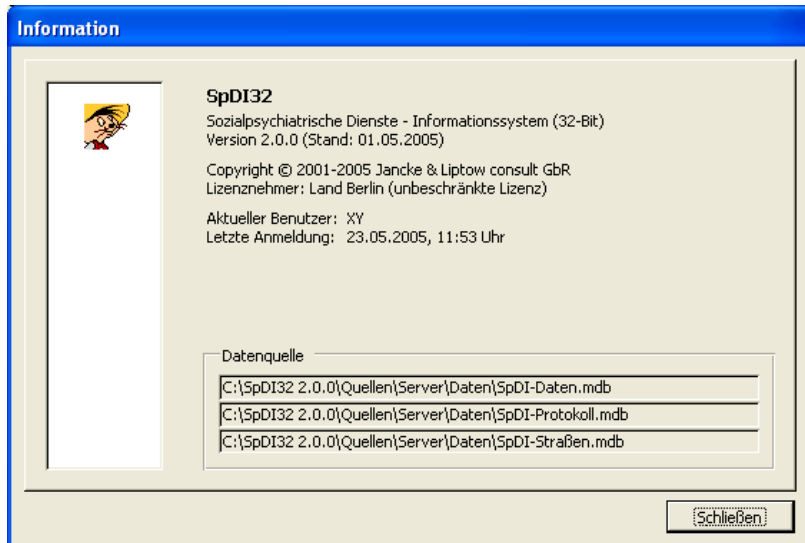 Information
SpDI32
Sozialpsychiatrische Dienste - Informationssystem (32-Bit)
Version 2.0.0 (Stand: 01.05.2005)
Copyright © 2001-2005 Jancke & Liptow consult GbR
Lizenznehmer: Land Berlin (unbeschränkte Lizenz)
Aktueller Benutzer: XY
Letzte Anmeldung: 23.05.2005, 11:53 Uhr
Datenquelle
C:\SpDI32 2.0.0\Quellen\Server\Daten\SpDI-Daten.mdb
C:\SpDI32 2.0.0\Quellen\Server\Daten\SpDI-Protokoll.mdb
C:\SpDI32 2.0.0\Quellen\Server\Daten\SpDI-Straßen.mdb
Schließen